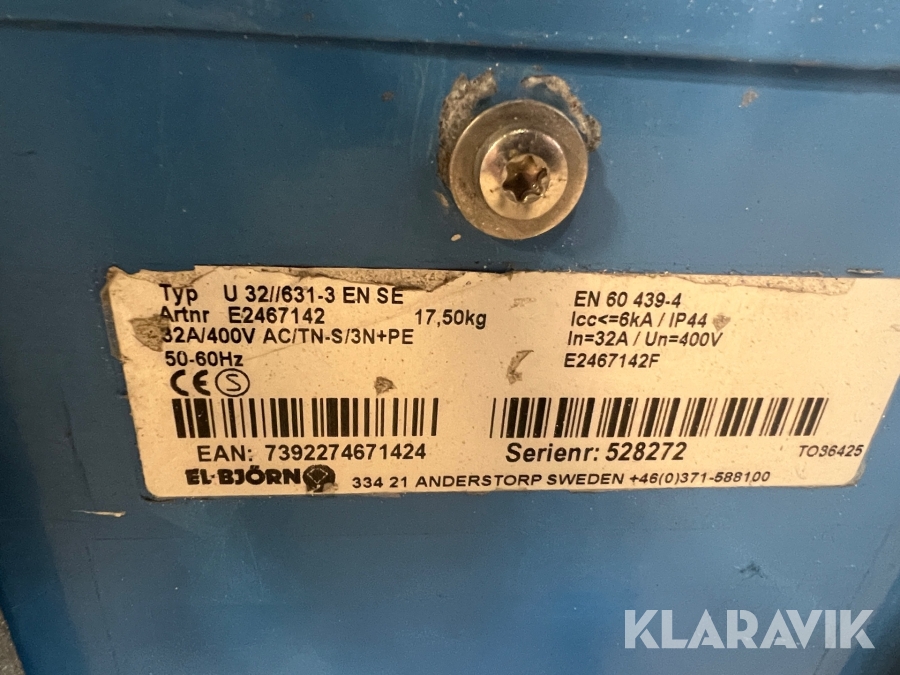 Typ U 32//631-3 EN SE
Artnr E2467142 17,50kg
32A/400V AC/TN-S/3N+PE
50-60Hz
CE S
EAN: 7392274671424
EL-BJÖRN
EN 60 439-4
Icc<=6kA / IP44
In=32A / Un=400V
E2467142F
Serienr: 528272
TO36425
334 21 ANDERSTORP SWEDEN +46(0)371-588100
KLARAVIK